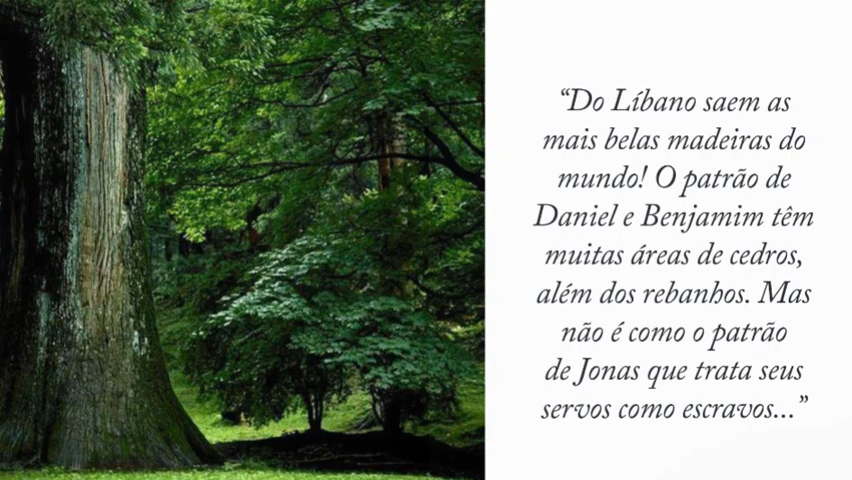 “Do Líbano saem as
mais belas madeiras do
mundo! O patrão de
Daniel e Benjamim têm
muitas áreas de cedros,
além dos rebanhos. Mas
não é como o patrão
de Jonas que trata seus
servos como escravos...”